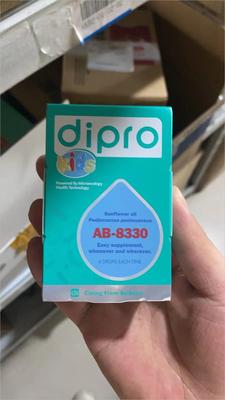 dipro
kids
Powered by Microecology
Health Technology
Sunflower oil
Pediococcus pentosaceus
AB-8330
Easy supplement,
whenever and wherever.
6 DROPS EACH TIME